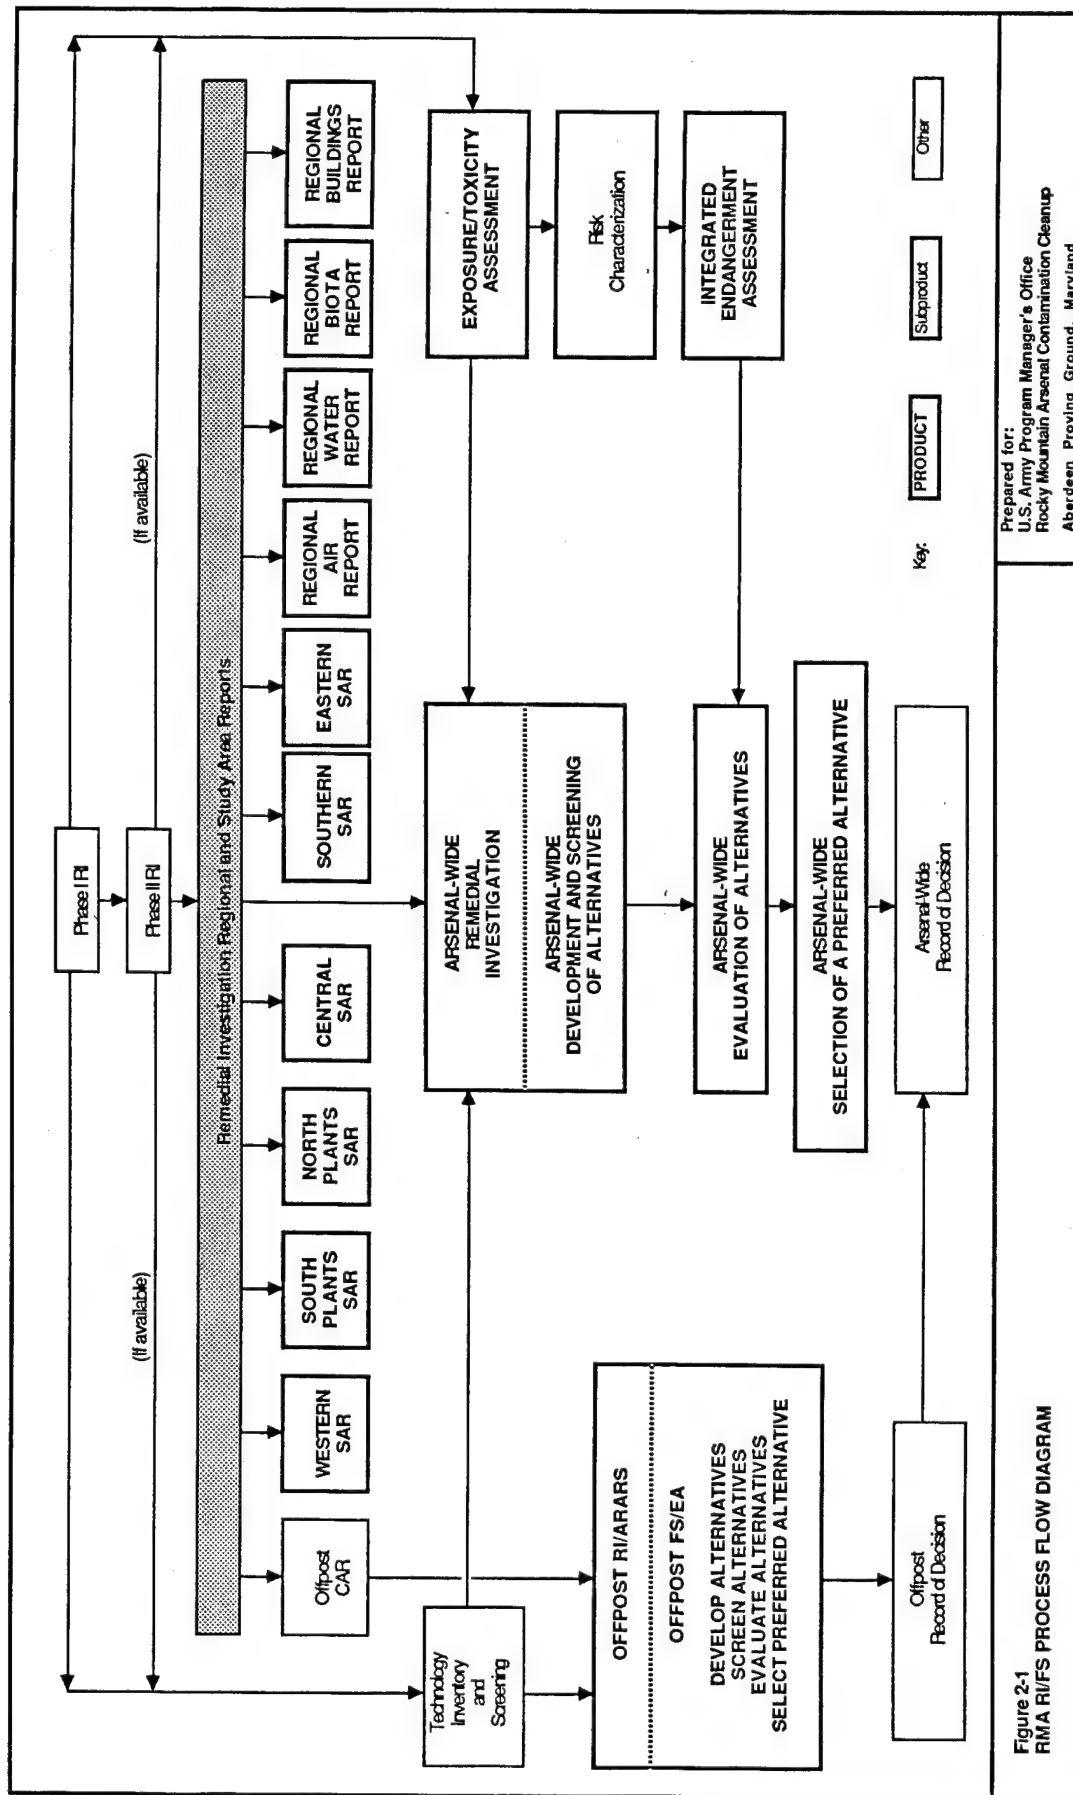 Phase I RI
Phase II RI
(If available)
(If available)
Remedial Investigation Regional and Study Area Reports
Offpost
CAR
WESTERN
SAR
SOUTH
PLANTS
SAR
NORTH
PLANTS
SAR
CENTRAL
SAR
SOUTHERN
SAR
EASTERN
SAR
REGIONAL
AIR
REPORT
REGIONAL
WATER
REPORT
REGIONAL
BIOTA
REPORT
REGIONAL
BUILDINGS
REPORT
Technology
Inventory
and
Screening
ARSENAL-WIDE
REMEDIAL
INVESTIGATION
ARSENAL-WIDE
DEVELOPMENT AND SCREENING
OF ALTERNATIVES
EXPOSURE/TOXICITY
ASSESSMENT
Risk
Characterization
INTEGRATED
ENDANGERMENT
ASSESSMENT
OFFPOST RI/ARARS
OFFPOST FS/EA
DEVELOP ALTERNATIVES
SCREEN ALTERNATIVES
EVALUATE ALTERNATIVES
SELECT PREFERRED ALTERNATIVE
ARSENAL-WIDE
EVALUATION OF ALTERNATIVES
ARSENAL-WIDE
SELECTION OF A PREFERRED ALTERNATIVE
Offpost
Record of Decision
Arsenal-Wide
Record of Decision
Key:
PRODUCT
Subproduct
Other
Figure 2-1
RMA RI/FS PROCESS FLOW DIAGRAM
Prepared for:
U.S. Army Program Manager's Office
Rocky Mountain Arsenal Contamination Cleanup
Aberdeen Proving Ground, Maryland